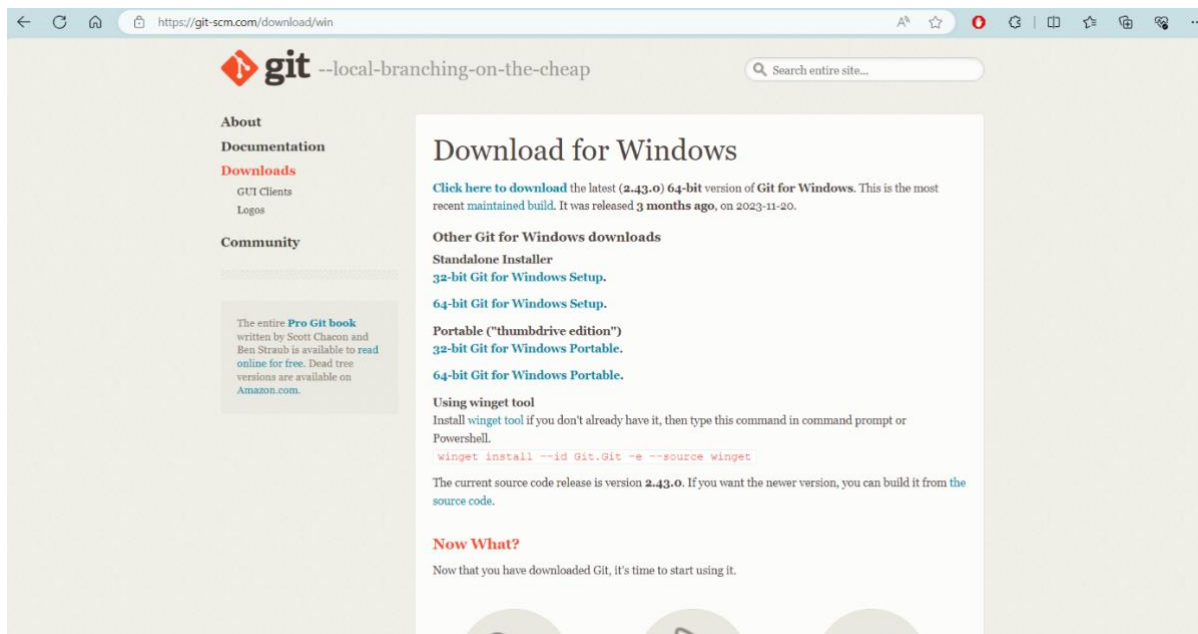 https://git-scm.com/download/win
git --local-branching-on-the-cheap
Search entire site...
About
Documentation
Downloads
GUI Clients
Logos
Community
The entire Pro Git book
written by Scott Chacon and
Ben Straub is available to read
online for free. Dead tree
versions are available on
Amazon.com.
Download for Windows
Click here to download the latest (2.43.0) 64-bit version of Git for Windows. This is the most
recent maintained build. It was released 3 months ago, on 2023-11-20.
Other Git for Windows downloads
Standalone Installer
32-bit Git for Windows Setup.
64-bit Git for Windows Setup.
Portable ("thumbdrive edition")
32-bit Git for Windows Portable.
64-bit Git for Windows Portable.
Using winget tool
Install winget tool if you don't already have it, then type this command in command prompt or
Powershell.
winget install --id Git.Git -e --source winget
The current source code release is version 2.43.0. If you want the newer version, you can build it from the
source code.
Now What?
Now that you have downloaded Git, it's time to start using it.